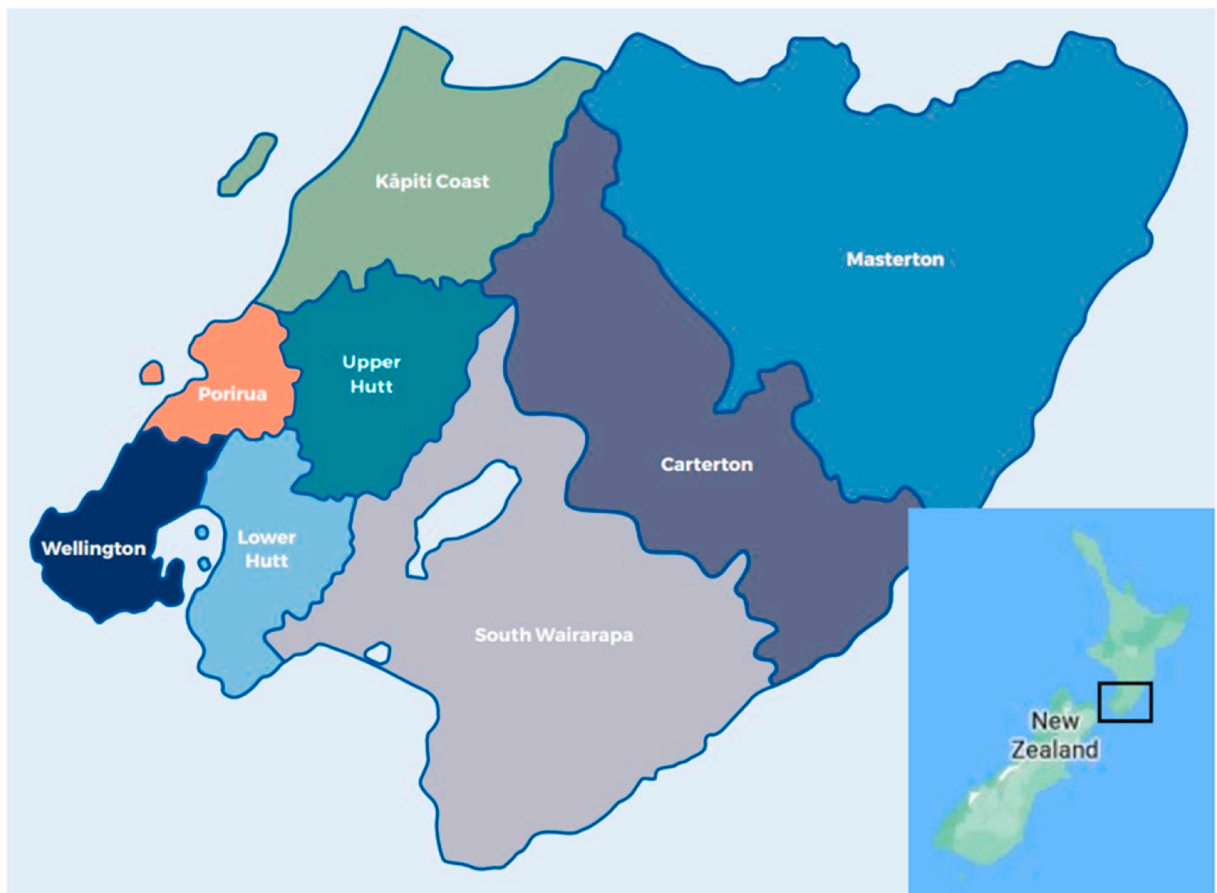 Kāpiti Coast
Masterton
Upper
Hutt
Porirua
Carterton
Wellington
Lower
Hutt
South Wairarapa
New
Zealand